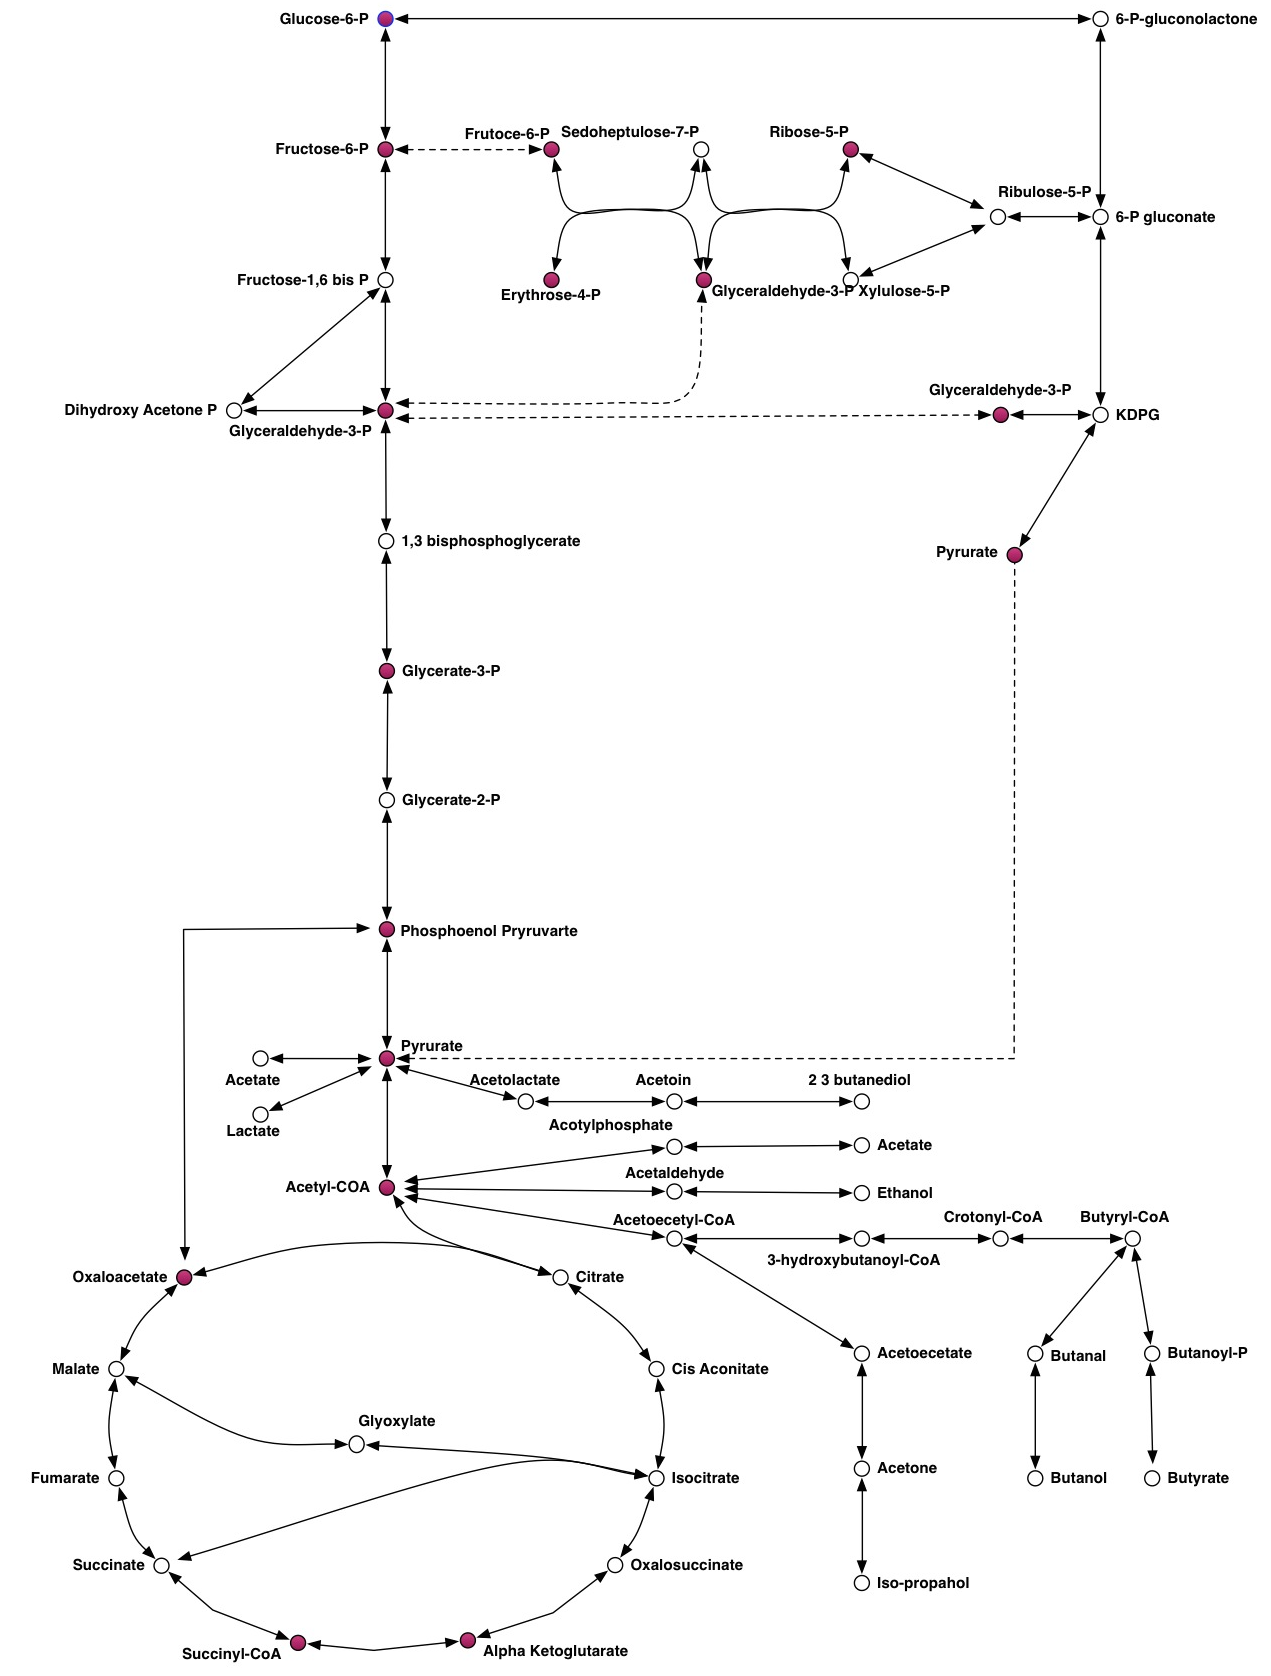 Glucose-6-P
6-P-gluconolactone
Frutoce-6-P
Sedoheptulose-7-P
Ribose-5-P
Fructose-6-P
Ribulose-5-P
6-P gluconate
Fructose-1,6 bis P
Erythrose-4-P
Glyceraldehyde-3-P
Xylulose-5-P
Glyceraldehyde-3-P
Dihydroxy Acetone P
KDPG
Glyceraldehyde-3-P
1,3 bisphosphoglycerate
Pyrurate
Glycerate-3-P
Glycerate-2-P
Phosphoenol Pryruvarte
Pyrurate
Acetate
Acetolactate
Acetoin
2 3 butanediol
Lactate
Acotylphosphate
Acetate
Acetaldehyde
Acetyl-COA
Ethanol
Acetoecetyl-CoA
Crotonyl-CoA
Butyryl-CoA
3-hydroxybutanoyl-CoA
Oxaloacetate
Citrate
Malate
Cis Aconitate
Acetoecetate
Butanal
Butanoyl-P
Glyoxylate
Fumarate
Isocitrate
Acetone
Butanol
Butyrate
Succinate
Oxalosuccinate
Iso-propahol
Succinyl-CoA
Alpha Ketoglutarate